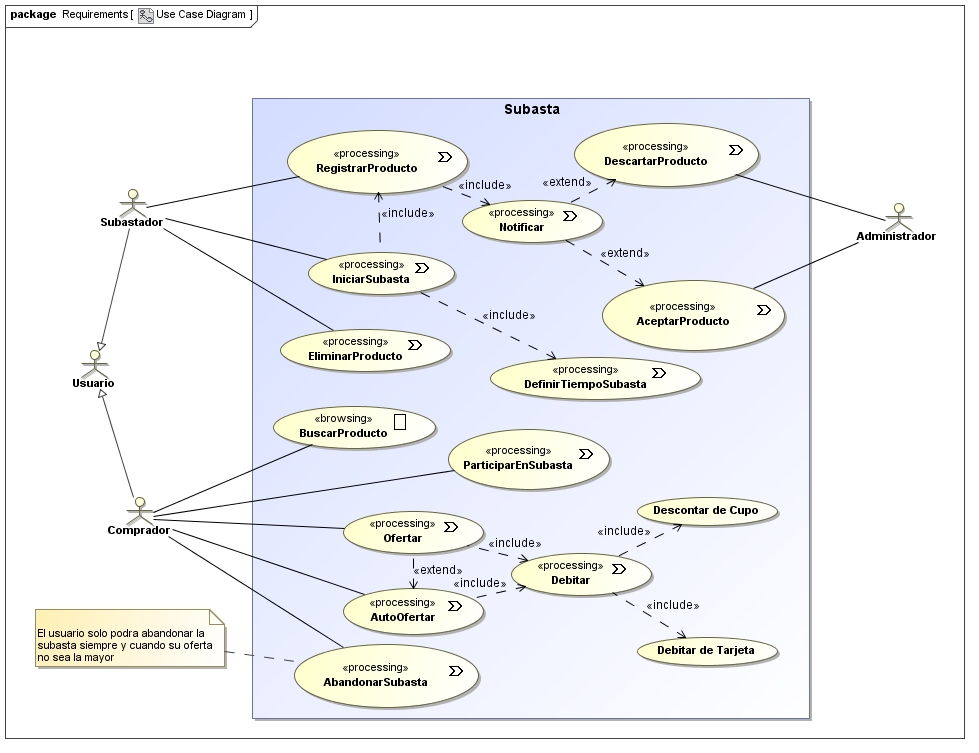 package Requirements [ Use Case Diagram ]
Subasta
«processing»
RegistrarProducto
«processing»
DescartarProducto
«include»
«extend»
«processing»
Notificar
«include»
Subastador
Administrador
«extend»
«processing»
IniciarSubasta
«processing»
AceptarProducto
«include»
«processing»
EliminarProducto
Usuario
«processing»
DefinirTiempoSubasta
«browsing»
BuscarProducto
«processing»
ParticiparEnSubasta
Comprador
Descontar de Cupo
«processing»
Ofertar
«include»
«include»
«extend»
«processing»
Debitar
«include»
«processing»
AutoOfertar
«include»
El usuario solo podra abandonar la
subasta siempre y cuando su oferta
no sea la mayor
Debitar de Tarjeta
«processing»
AbandonarSubasta